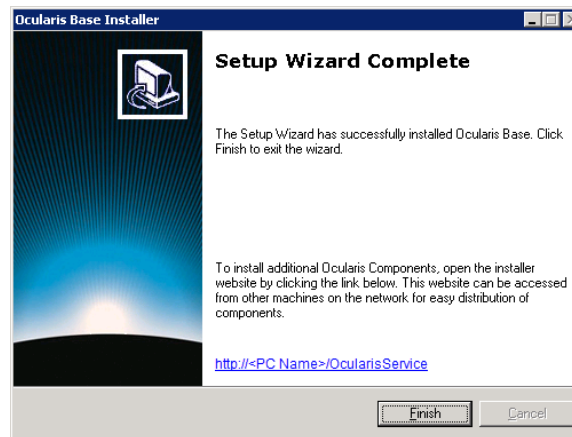 Ocularis Base Installer
Setup Wizard Complete
The Setup Wizard has successfully installed Ocularis Base. Click
Finish to exit the wizard.
To install additional Ocularis Components, open the installer
website by clicking the link below. This website can be accessed
from other machines on the network for easy distribution of
components.
http://<PC Name>/OcularisService
Finish Cancel